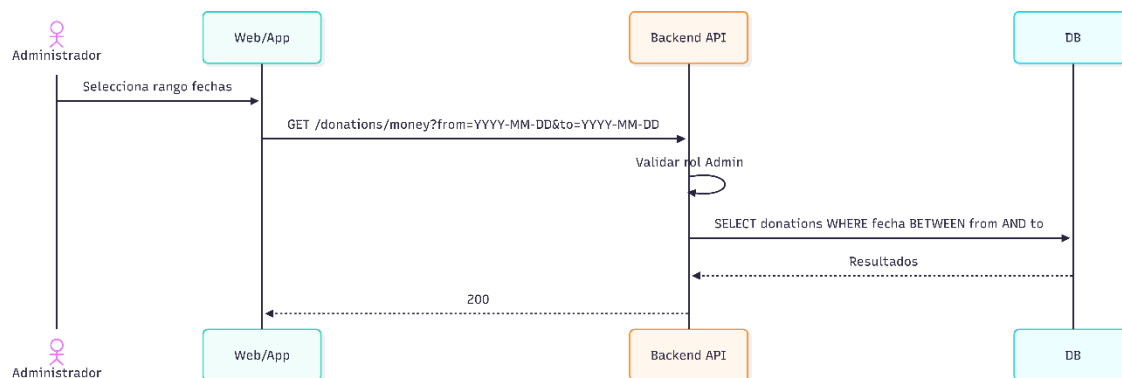 Administrador
Web/App
Backend API
DB
Selecciona rango fechas
GET /donations/money?from=YYYY-MM-DD&to=YYYY-MM-DD
Validar rol Admin
SELECT donations WHERE fecha BETWEEN from AND to
Resultados
200
Administrador
Web/App
Backend API
DB